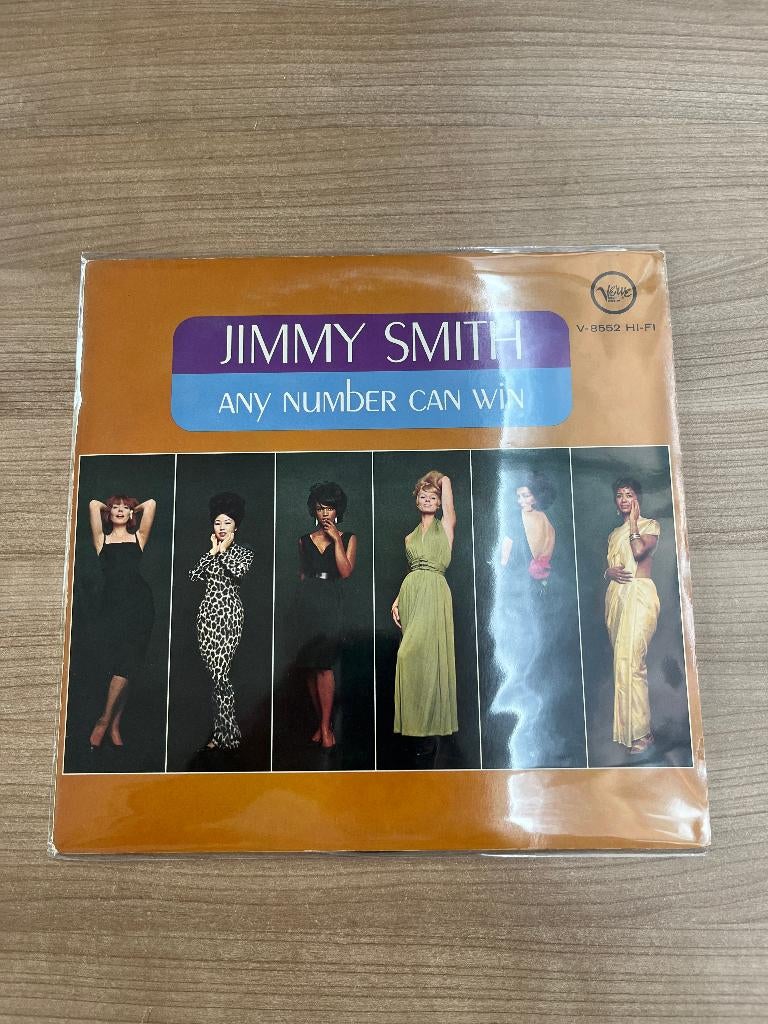 Verve
V-8552 HI-FI
JIMMY SMITH
ANY NUMBER CAN WIN